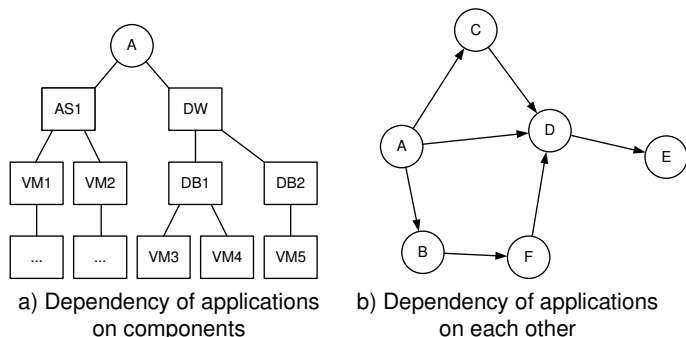 A
AS1
DW
VM1
VM2
DB1
DB2
...
...
VM3
VM4
VM5
a) Dependency of applications
on components
C
A
D
E
B
F
b) Dependency of applications
on each other